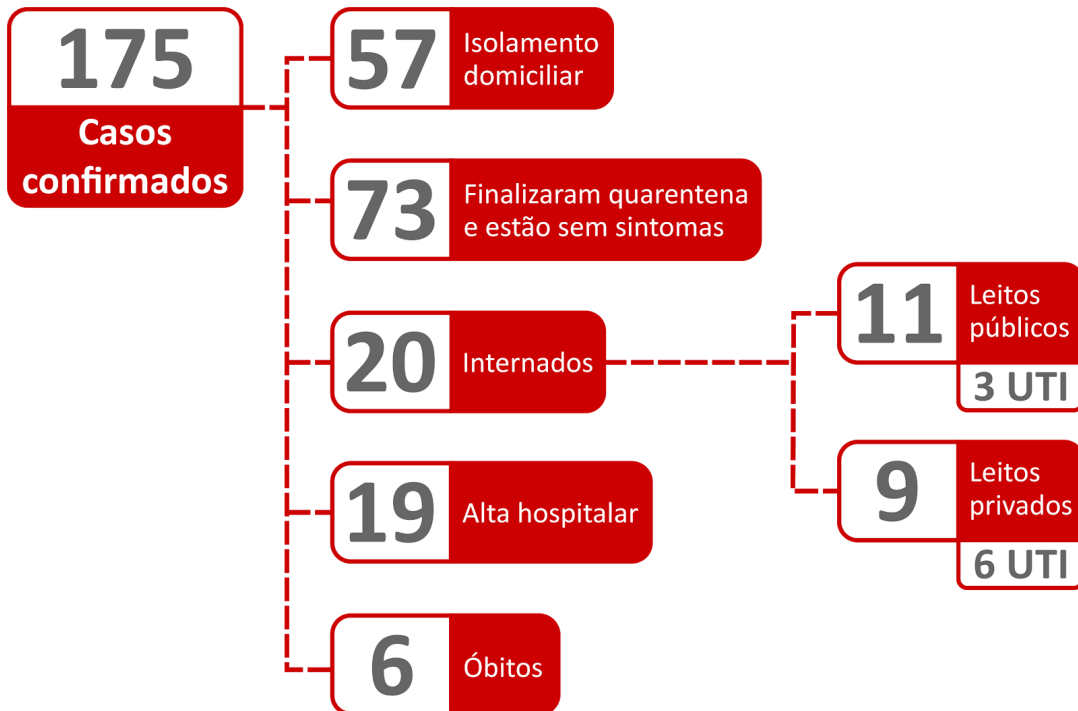 175
Casos
confirmados
57
Isolamento
domiciliar
73
Finalizaram quarentena
e estão sem sintomas
20
Internados
11
Leitos
públicos
3 UTI
9
Leitos
privados
6 UTI
19
Alta hospitalar
6
Óbitos